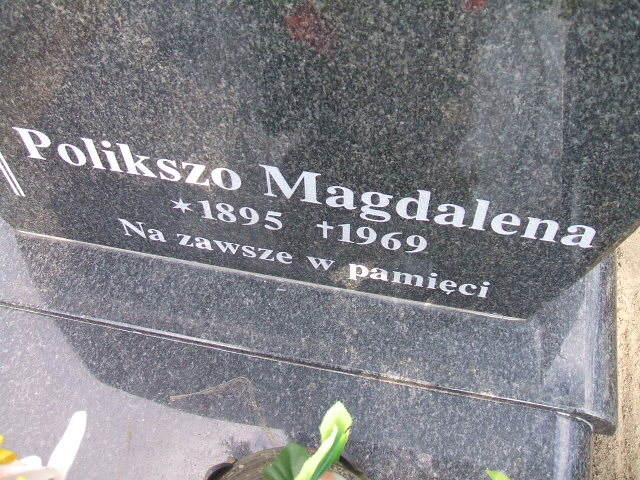 Polikszo Magdalena
*1895 †1969
Na zawsze w pamięci